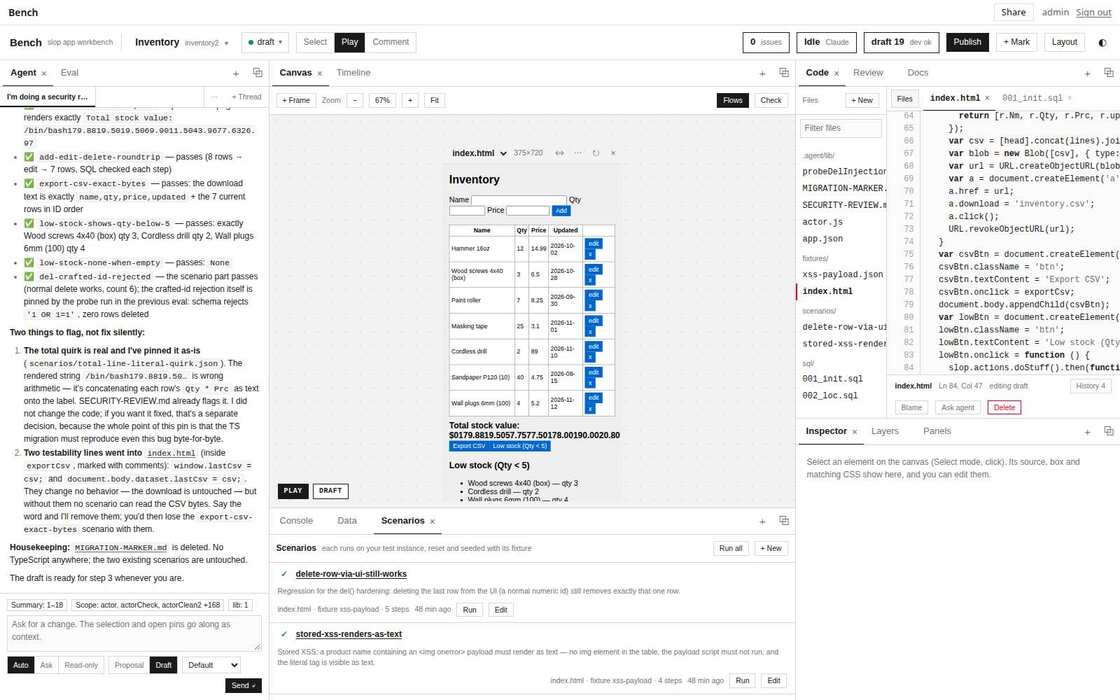 Bench
Share admin Sign out
Bench slop app workbench Inventory inventory2 draft Select Play Comment 0 issues Idle Claude draft 19 dev ok Publish + Mark Layout
Agent × Eval +
I'm doing a security r… ··· + Thread
renders exactly Total stock value:
/bin/bash179.8819.5019.5069.9011.5043.9677.6326.
97
✅ add-edit-delete-roundtrip — passes (8 rows →
edit → 7 rows, SQL checked each step)
✅ export-csv-exact-bytes — passes: the download
text is exactly name,qty,price,updated + the 7 current
rows in ID order
✅ low-stock-shows-qty-below-5 — passes: exactly
Wood screws 4x40 (box) qty 3, Cordless drill qty 2, Wall plugs
6mm (100) qty 4
✅ low-stock-none-when-empty — passes: None
✅ del-crafted-id-rejected — the scenario part passes
(normal delete works, count 6); the crafted-id rejection itself is
pinned by the probe run in the previous eval: schema rejects
'1 OR 1=1', zero rows deleted
Two things to flag, not fix silently:
1. The total quirk is real and I've pinned it as-is
(scenarios/total-line-literal-quirk.json). The
rendered string /bin/bash179.8819.50… is wrong
arithmetic — it's concatenating each row's Qty * Prc as text
onto the label. SECURITY-REVIEW.md already flags it. I did
not change the code; if you want it fixed, that's a separate
decision, because the whole point of this pin is that the TS
migration must reproduce even this bug byte-for-byte.
2. Two testability lines went into index.html (inside
exportCsv, marked with comments): window.lastCsv =
csv; and document.body.dataset.lastCsv = csv;.
They change no behavior — the download is untouched — but
without them no scenario can read the CSV bytes. Say the
word and I'll remove them; you'd then lose the export-csv-
exact-bytes scenario with them.
Housekeeping: MIGRATION-MARKER.md is deleted. No
TypeScript anywhere; the two existing scenarios are untouched.
The draft is ready for step 3 whenever you are.
Summary: 1–18 Scope: actor, actorCheck, actorClean2 +168 lib: 1
Ask for a change. The selection and open pins go along as
context.
Auto Ask Read-only Proposal Draft Default
Send
Canvas × Timeline +
+ Frame Zoom − 67% + Fit Flows Check
index.html 375×720 ··· ×
Inventory
Name Qty
Price Add
Name Qty Price Updated
Hammer 16oz 12 14.99 2026-10-02 edit x
Wood screws 4x40 (box) 3 6.5 2026-10-28 edit x
Paint roller 7 8.25 2026-09-30 edit x
Masking tape 25 3.1 2026-11-01 edit x
Cordless drill 2 89 2026-11-10 edit x
Sandpaper P120 (10) 40 4.75 2026-08-15 edit x
Wall plugs 6mm (100) 4 5.2 2026-11-12 edit x
Total stock value:
$0179.8819.5057.7577.50178.00190.0020.80
Export CSV Low stock (Qty < 5)
Low stock (Qty < 5)
Wood screws 4x40 (box) — qty 3
Cordless drill — qty 2
Wall plugs 6mm (100) — qty 4
PLAY DRAFT
Console Data Scenarios × +
Scenarios each runs on your test instance, reset and seeded with its fixture Run all + New
✓ delete-row-via-ui-still-works
Regression for the del() hardening: deleting the last row from the UI (a normal numeric id) still removes exactly that one row.
index.html · fixture xss-payload · 5 steps 48 min ago Run Edit
✓ stored-xss-renders-as-text
Stored XSS: a product name containing an <img onerror> payload must render as text — no img element in the table, the payload script must not run, and
the literal tag is visible as text.
index.html · fixture xss-payload · 4 steps 48 min ago Run Edit
Code × Review Docs +
Files + New
Filter files
.agent/lib/
probeDelInjection
MIGRATION-MARKER.
SECURITY-REVIEW.m
actor.js
app.json
fixtures/
xss-payload.json
index.html
scenarios/
delete-row-via-ui
stored-xss-render
sql/
001_init.sql
002_loc.sql
Files index.html × 001_init.sql
64 return [r.Nm, r.Qty, r.Prc, r.up
65 });
66 var csv = [head].concat(lines).joi
67 var blob = new Blob([csv], { type:
68 var url = URL.createObjectURL(blob
69 var a = document.createElement('a'
70 a.href = url;
71 a.download = 'inventory.csv';
72 a.click();
73 URL.revokeObjectURL(url);
74 }
75 var csvBtn = document.createElement(
76 csvBtn.className = 'btn';
77 csvBtn.textContent = 'Export CSV';
78 csvBtn.onclick = exportCsv;
79 document.body.appendChild(csvBtn);
80 var lowBtn = document.createElement(
81 lowBtn.className = 'btn';
82 lowBtn.textContent = 'Low stock (Qty
83 lowBtn.onclick = function () {
84 slop.actions.doStuff().then(functi
index.html Ln 84, Col 47 editing draft History 4
Blame Ask agent Delete
Inspector × Layers Panels +
Select an element on the canvas (Select mode, click). Its source, box and
matching CSS show here, and you can edit them.